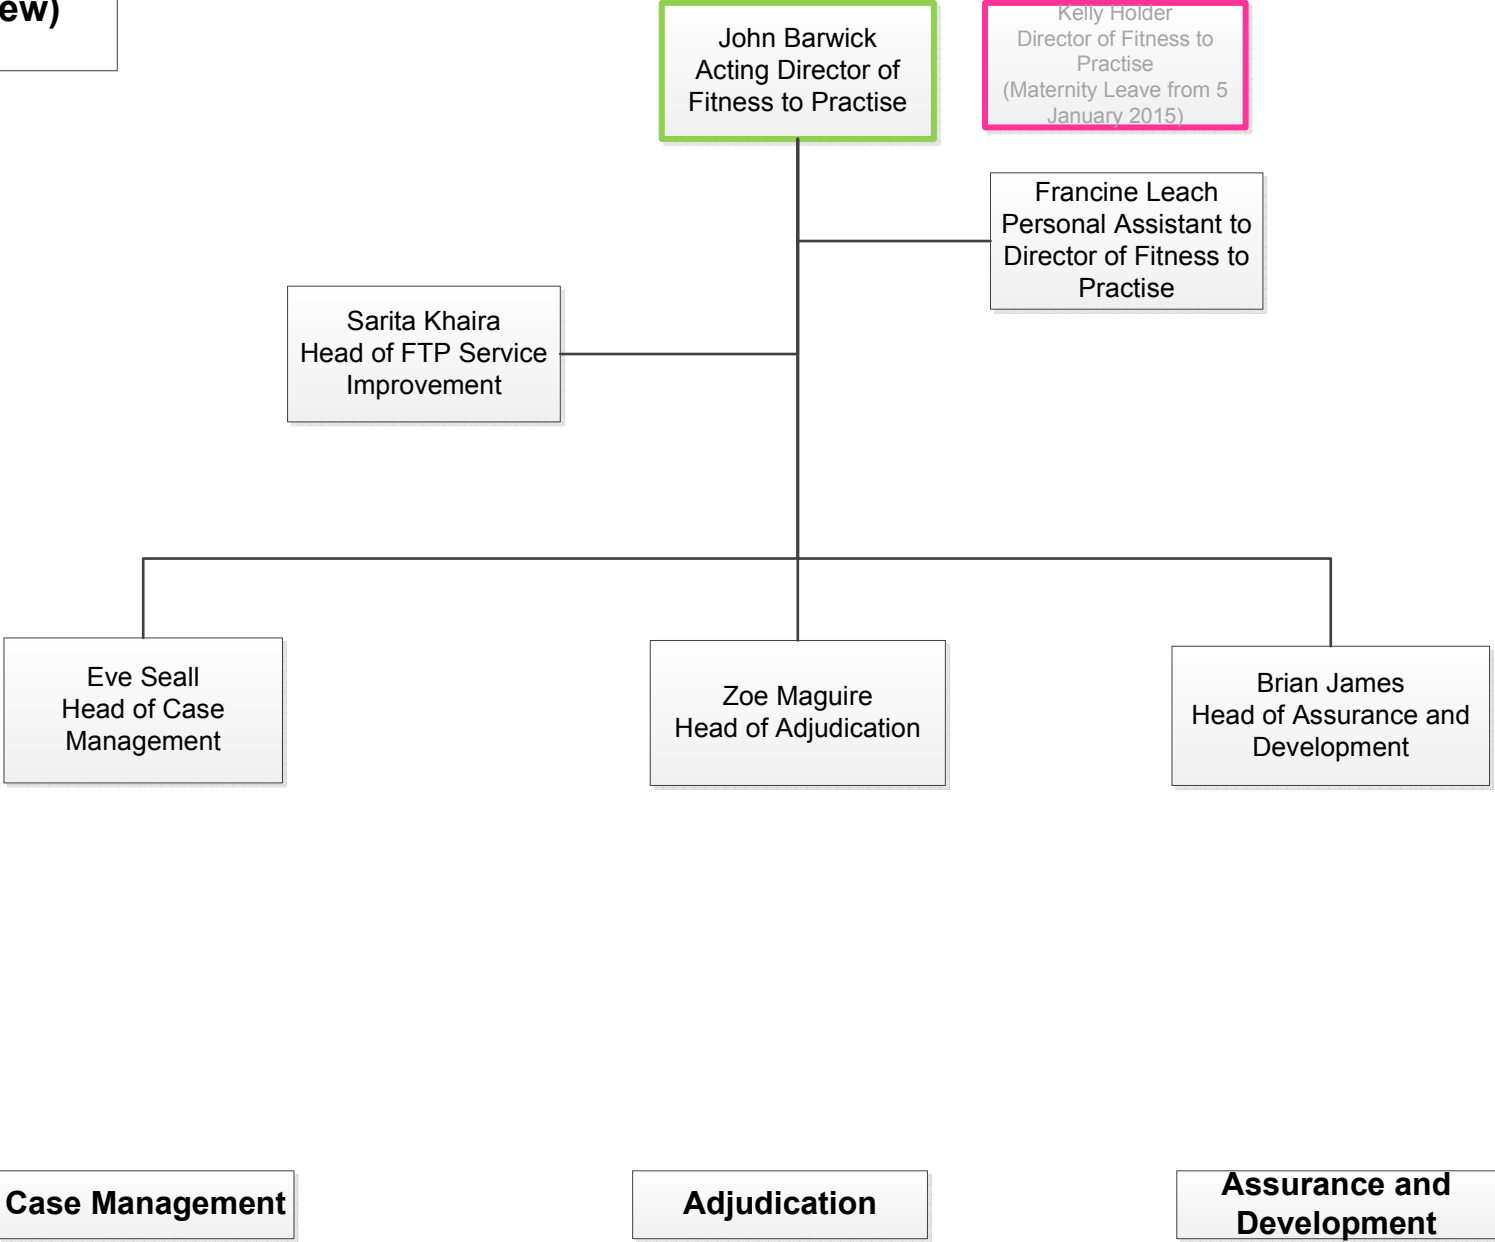 ew)
John Barwick
Acting Director of
Fitness to Practise
Kelly Holder
Director of Fitness to
Practise
(Maternity Leave from 5
January 2015)
Francine Leach
Personal Assistant to
Director of Fitness to
Practise
Sarita Khaira
Head of FTP Service
Improvement
Eve Seall
Head of Case
Management
Zoe Maguire
Head of Adjudication
Brian James
Head of Assurance and
Development
Case Management
Adjudication
Assurance and
Development